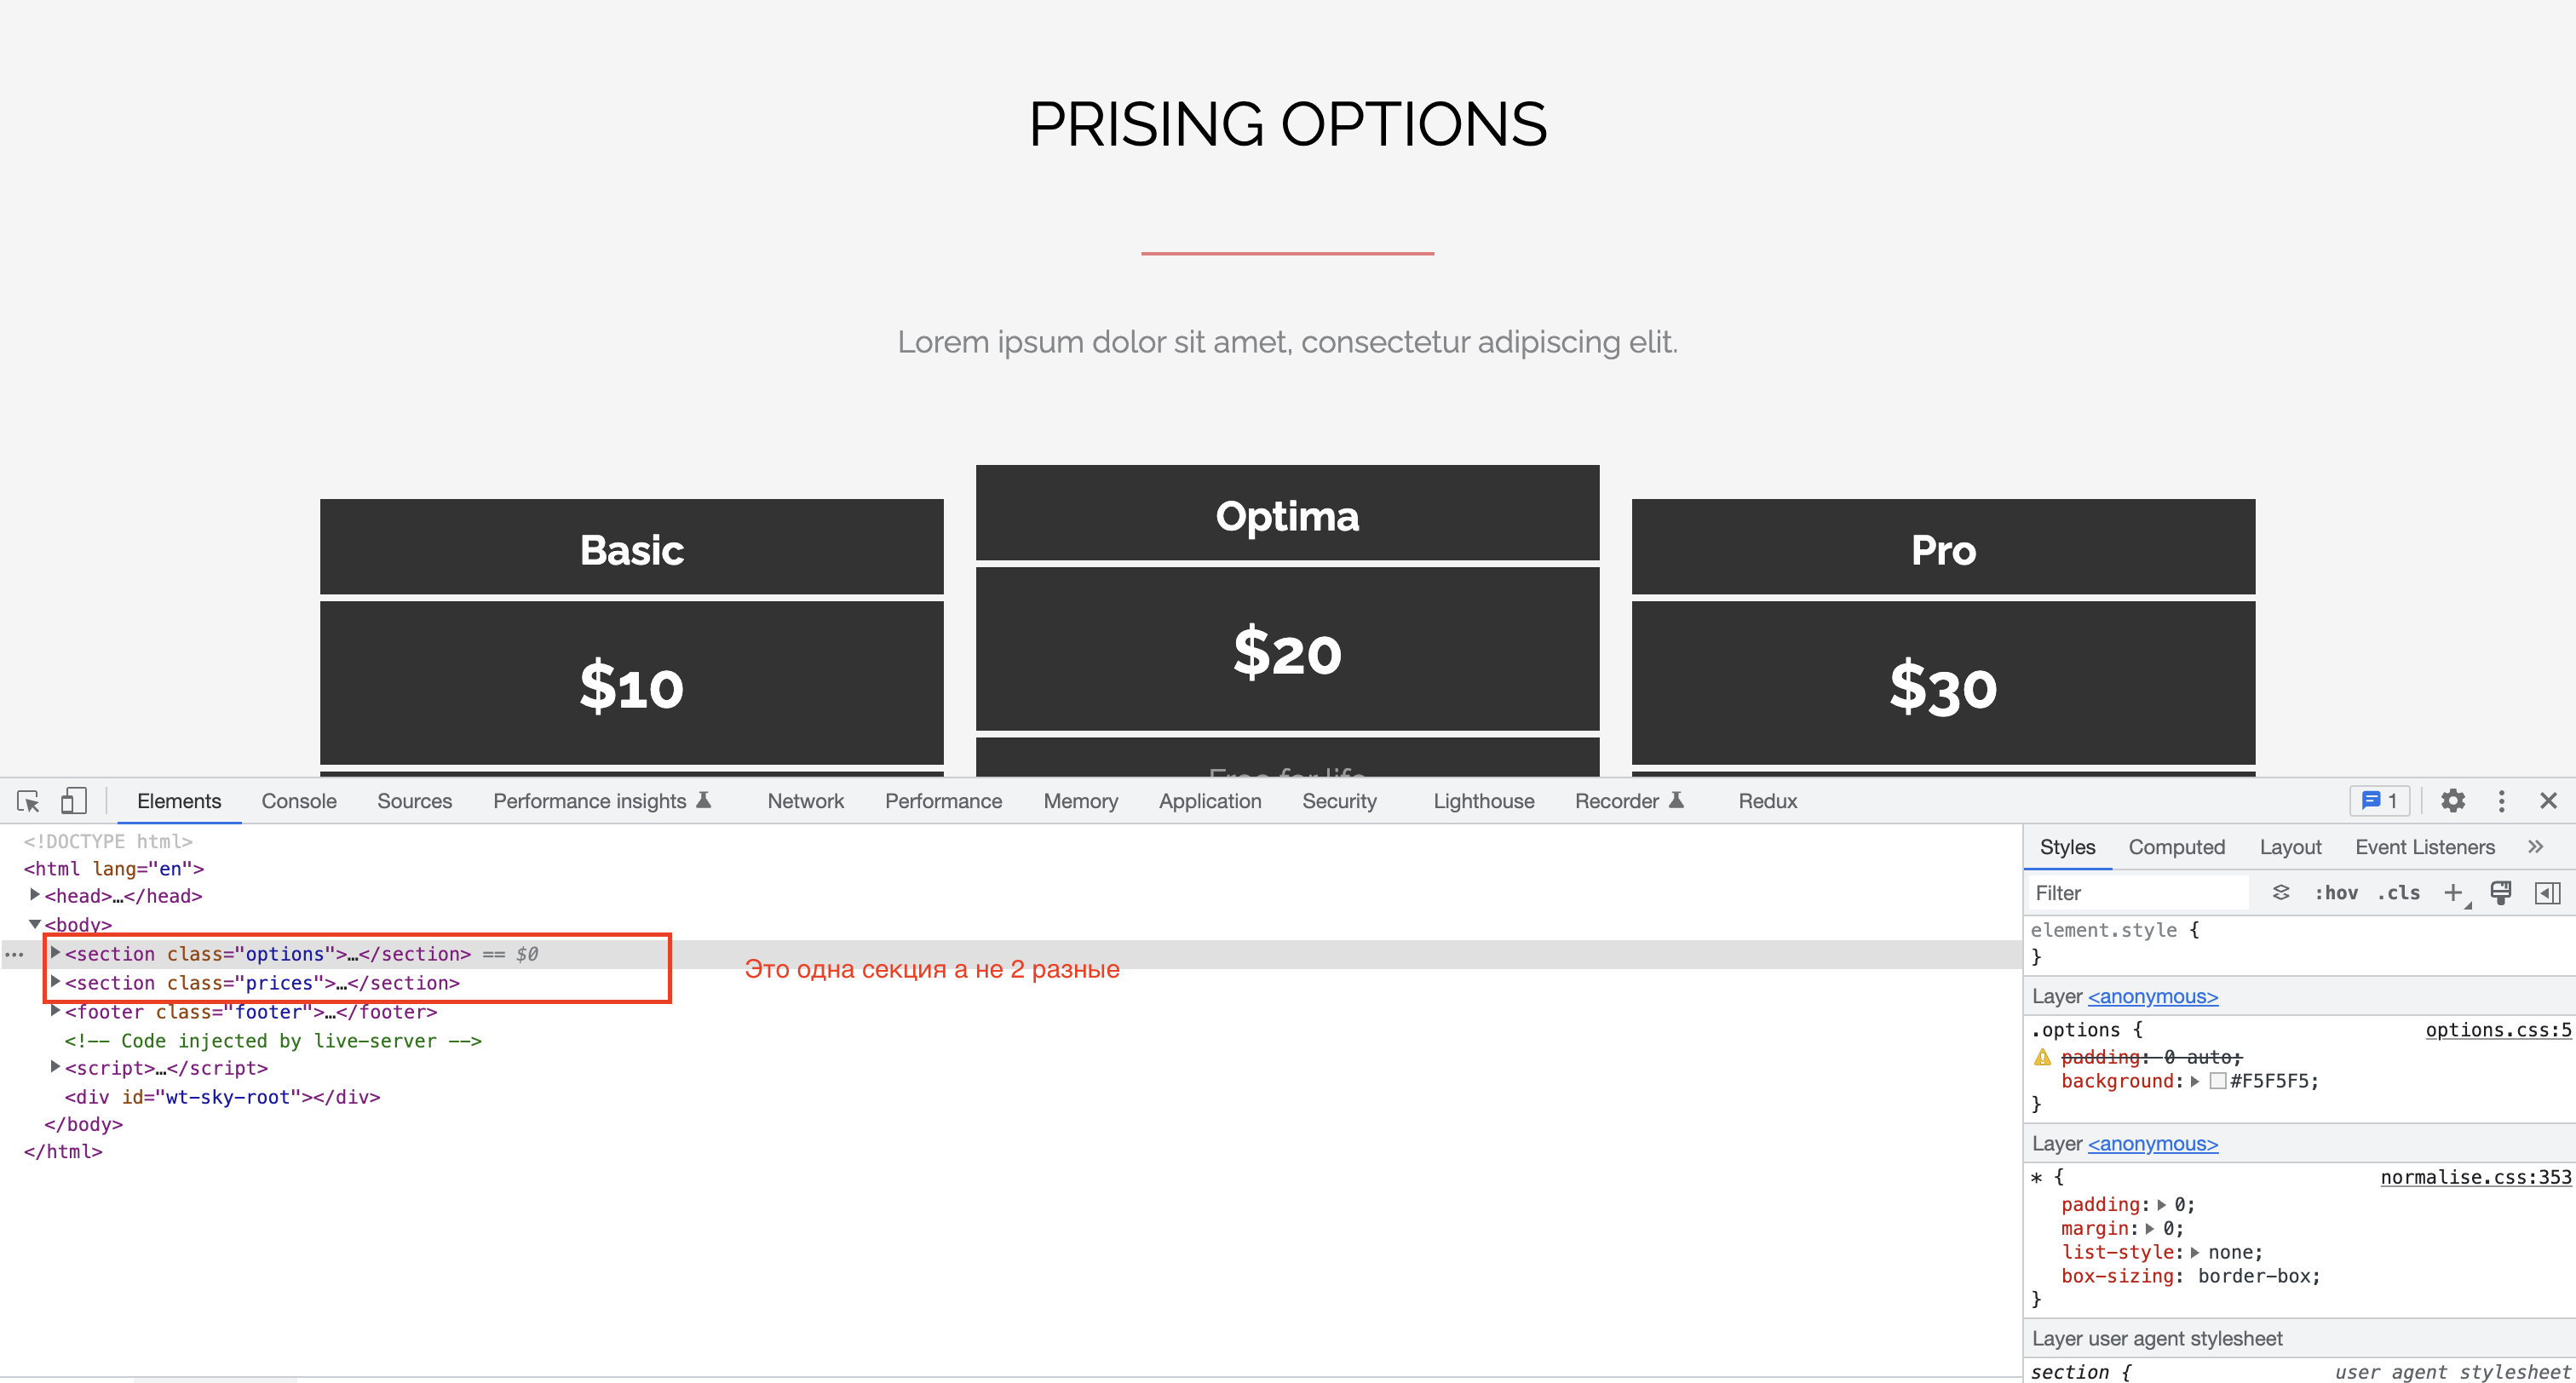 PRISING OPTIONS
Lorem ipsum dolor sit amet, consectetur adipiscing elit.
Basic
Optima
Pro
$10
$20
$30
Free for life
Elements Console Sources Performance insights Network Performance Memory Application Security Lighthouse Recorder Redux 1
<!DOCTYPE html>
<html lang="en">
<head>…</head>
<body>
<section class="options">…</section> == $0
<section class="prices">…</section>
Это одна секция а не 2 разные
<footer class="footer">…</footer>
<!-- Code injected by live-server -->
<script>…</script>
<div id="wt-sky-root"></div>
</body>
</html>
Styles Computed Layout Event Listeners »
Filter :hov .cls +
element.style {
}
Layer <anonymous>
.options { options.css:5
padding: 0 auto;
background: #F5F5F5;
}
Layer <anonymous>
* { normalise.css:353
padding: 0;
margin: 0;
list-style: none;
box-sizing: border-box;
}
Layer user agent stylesheet
section { user agent stylesheet